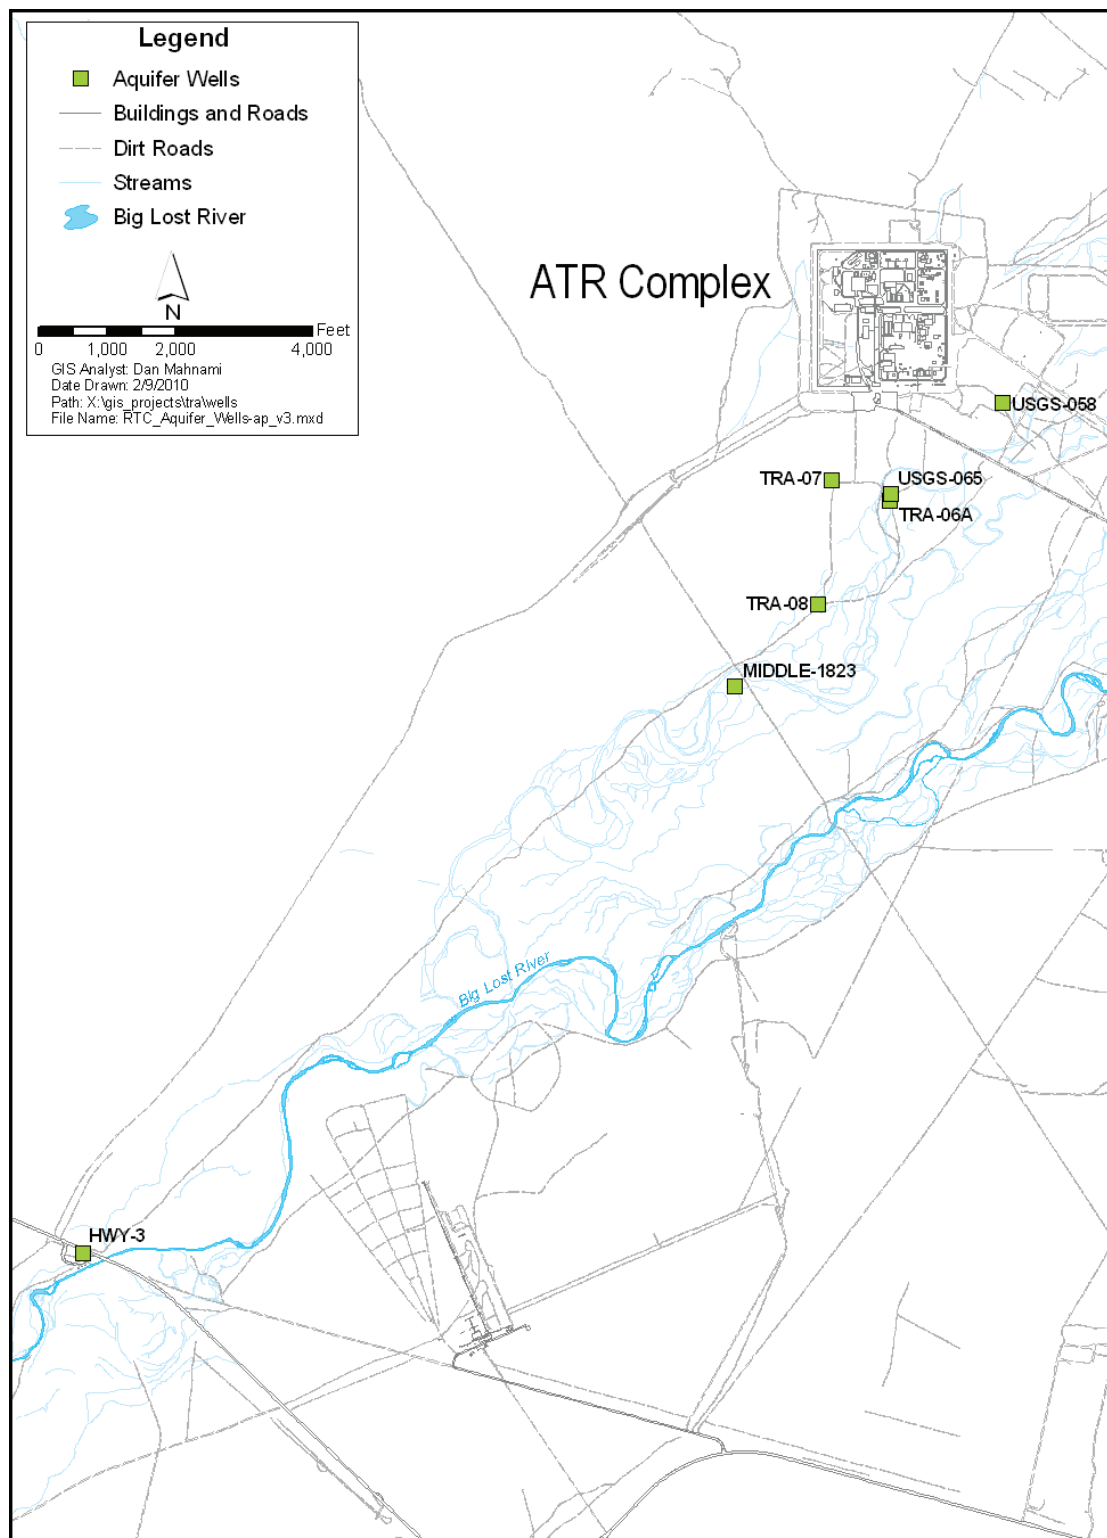 Legend
Aquifer Wells
Buildings and Roads
Dirt Roads
Streams
Big Lost River
N
Feet
0 1,000 2,000 4,000
GIS Analyst: Dan Mahnami
Date Drawn: 2/9/2010
Path: X:\gis_projects\tra\wells
File Name: RTC_Aquifer_Wells-ap_v3.mxd
ATR Complex
USGS-058
TRA-07
USGS-065
TRA-06A
TRA-08
MIDDLE-1823
Big Lost River
HWY-3